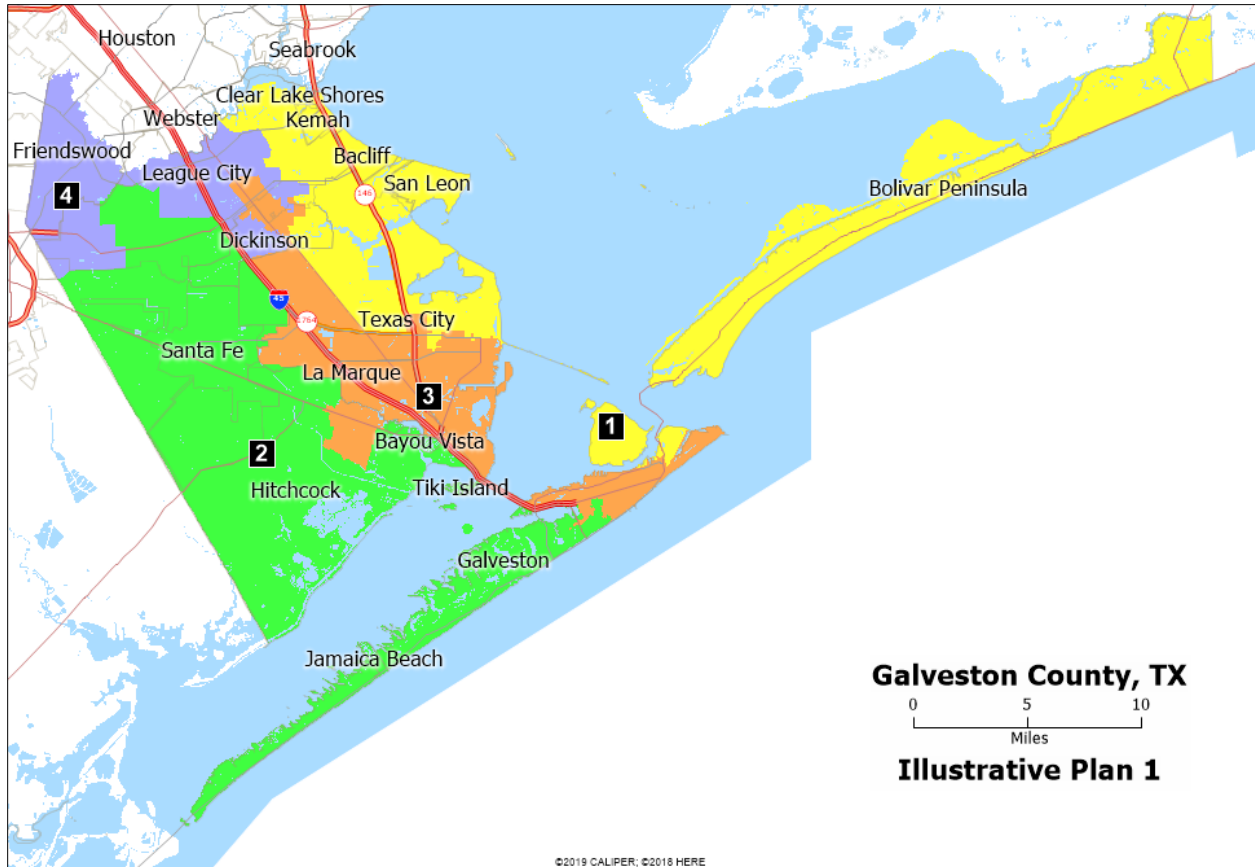 Houston
Seabrook
Clear Lake Shores
Kemah
Webster
Friendswood
Bacliff
League City
San Leon
4
146
Bolivar Peninsula
Dickinson
45
1764
Texas City
Santa Fe
La Marque
3
1
Bayou Vista
2
Hitchcock
Tiki Island
Galveston
Jamaica Beach
Galveston County, TX
0 5 10
Miles
Illustrative Plan 1
©2019 CALIPER; ©2018 HERE